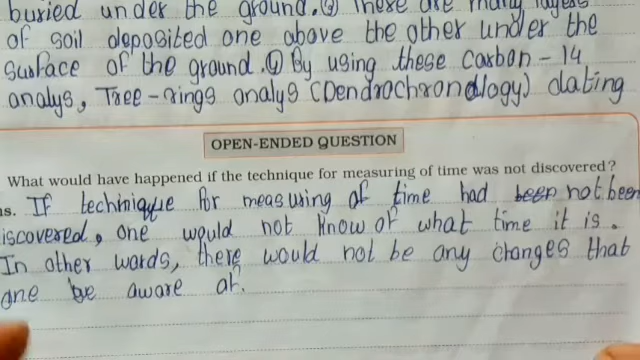 buried under the ground. ③ There are many layers
of soil deposited one above the other under the
surface of the ground. ④ By using these carbon-14
analys, Tree-rings analys (Dendrochronology) dating
OPEN-ENDED QUESTION
What would have happened if the technique for measuring of time was not discovered?
ns. If technique for measuring of time had been not been
iscovered, one would not know of what time it is.
In other words, there would not be any changes that
one be aware of.